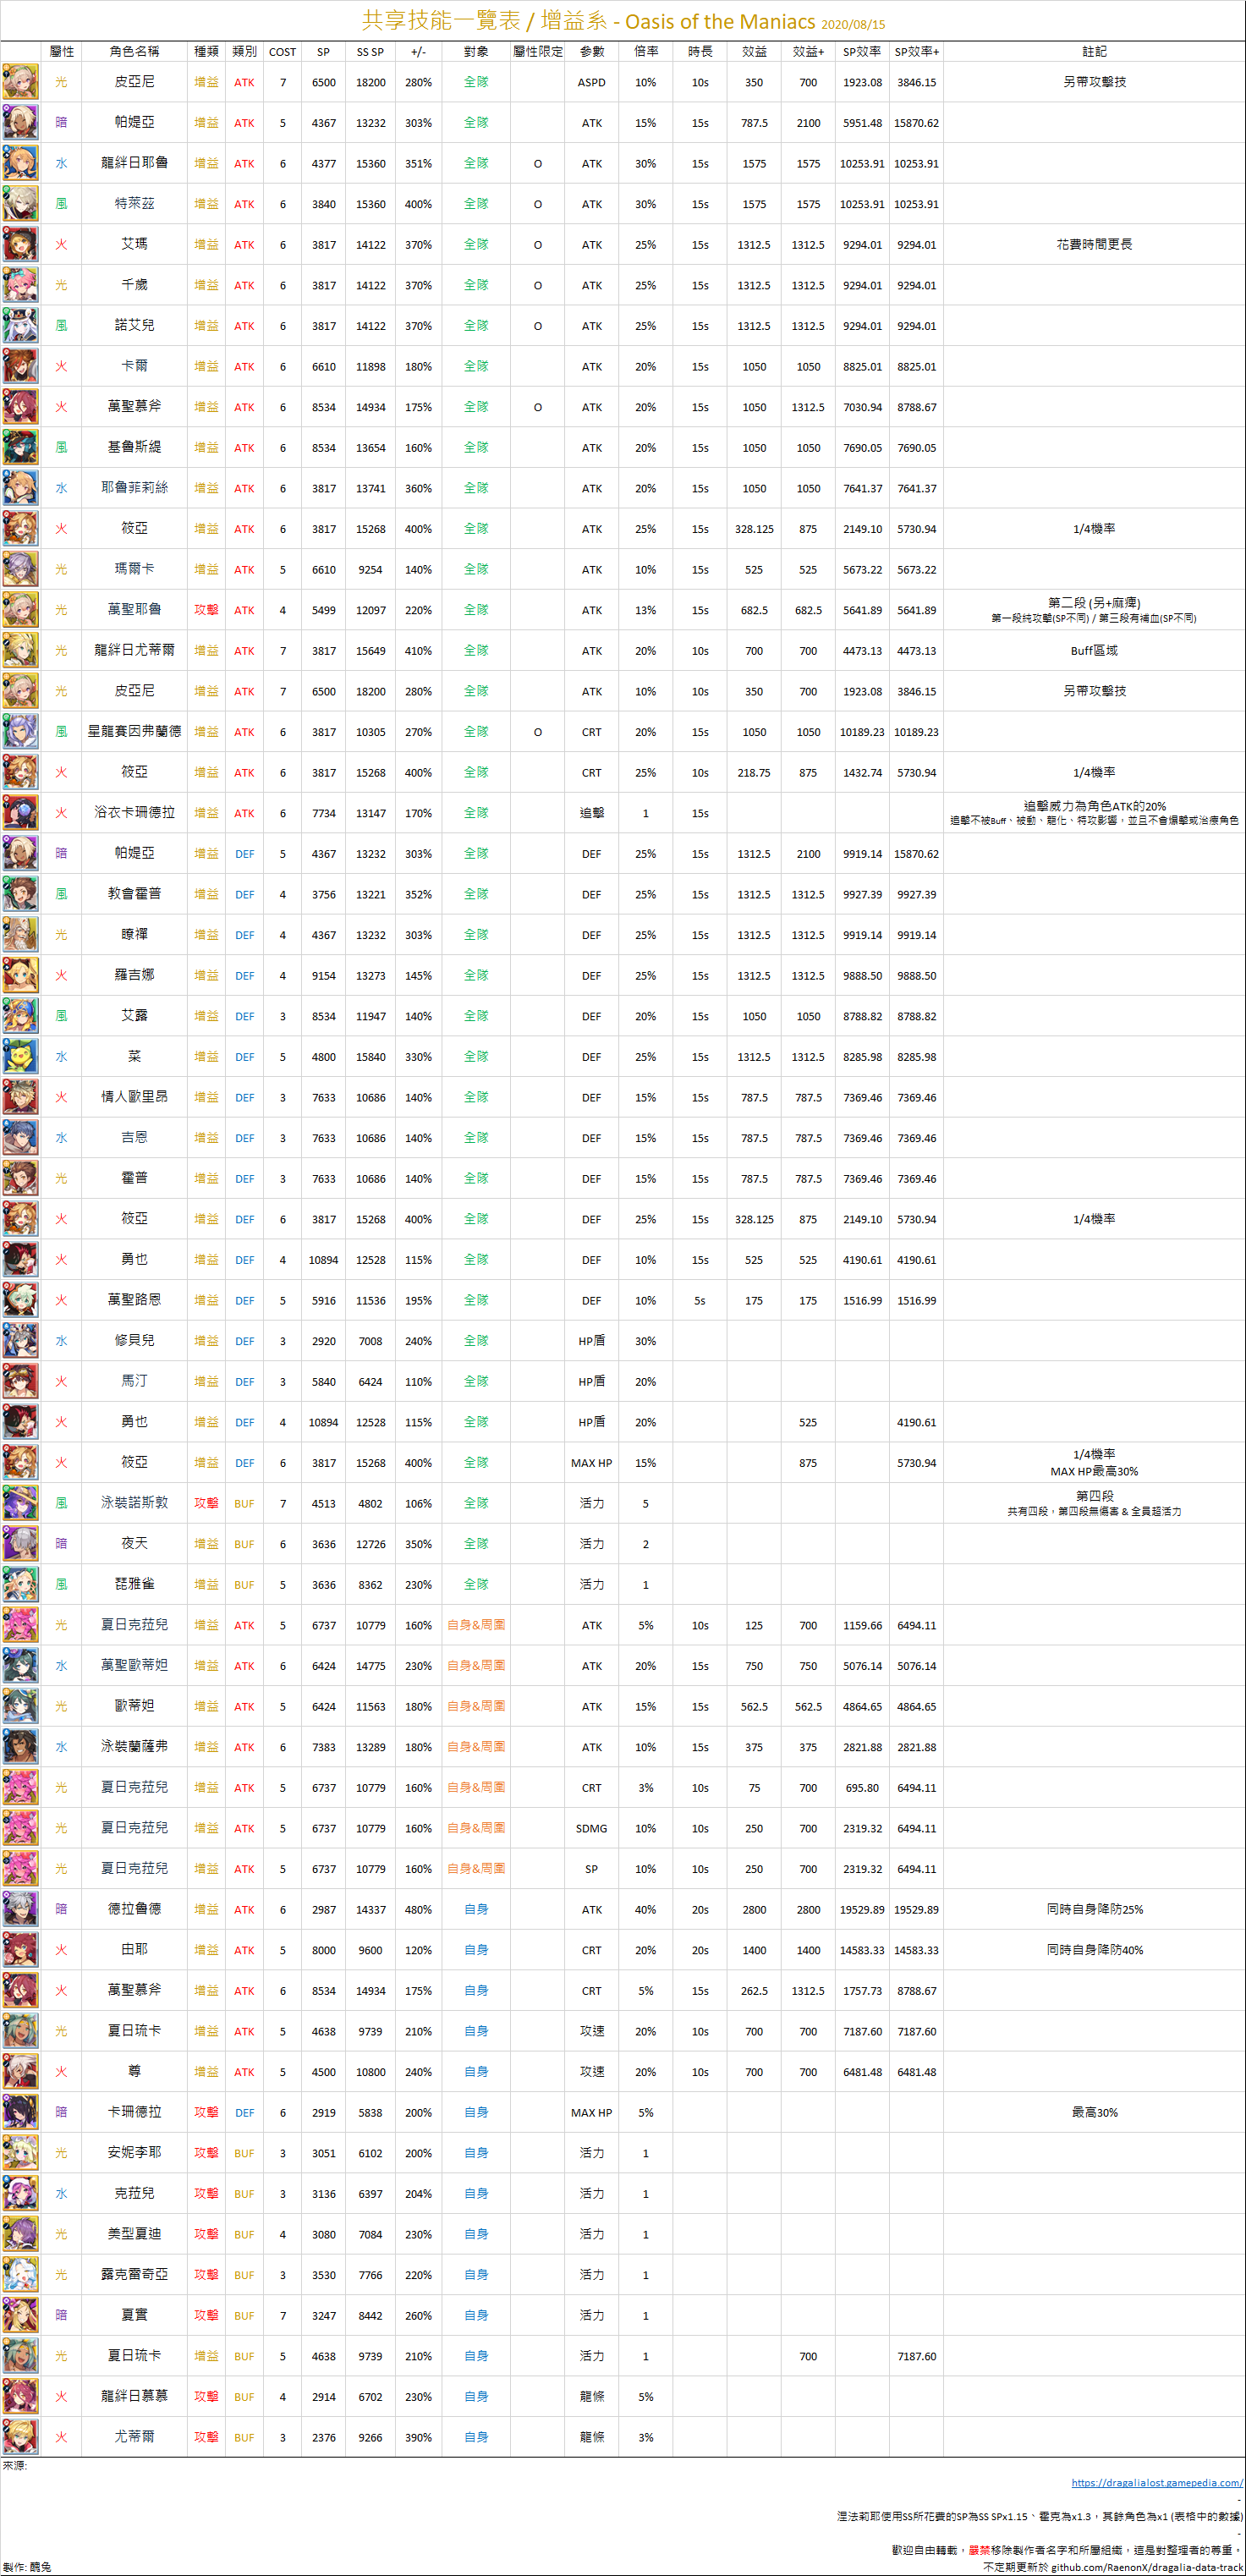 共享技能一覽表 / 增益系 - Oasis of the Maniacs 2020/08/15
屬性 角色名稱 種類 類別 COST SP SS SP +/- 對象 屬性限定 參數 倍率 時長 效益 效益+ SP效率 SP效率+ 註記
光 皮亞尼 增益 ATK 7 6500 18200 280% 全隊 ASPD 10% 10s 350 700 1923.08 3846.15 另帶攻擊技
暗 帕媞亞 增益 ATK 5 4367 13232 303% 全隊 ATK 15% 15s 787.5 2100 5951.48 15870.62
水 龍絆日耶魯 增益 ATK 6 4377 15360 351% 全隊 O ATK 30% 15s 1575 1575 10253.91 10253.91
風 特萊茲 增益 ATK 6 3840 15360 400% 全隊 O ATK 30% 15s 1575 1575 10253.91 10253.91
火 艾瑪 增益 ATK 6 3817 14122 370% 全隊 O ATK 25% 15s 1312.5 1312.5 9294.01 9294.01 花費時間更長
光 千歲 增益 ATK 6 3817 14122 370% 全隊 O ATK 25% 15s 1312.5 1312.5 9294.01 9294.01
風 諾艾兒 增益 ATK 6 3817 14122 370% 全隊 O ATK 25% 15s 1312.5 1312.5 9294.01 9294.01
火 卡爾 增益 ATK 6 6610 11898 180% 全隊 ATK 20% 15s 1050 1050 8825.01 8825.01
火 萬聖慕斧 增益 ATK 6 8534 14934 175% 全隊 O ATK 20% 15s 1050 1312.5 7030.94 8788.67
風 基魯斯緹 增益 ATK 6 8534 13654 160% 全隊 ATK 20% 15s 1050 1050 7690.05 7690.05
水 耶魯菲莉絲 增益 ATK 6 3817 13741 360% 全隊 ATK 20% 15s 1050 1050 7641.37 7641.37
火 筱亞 增益 ATK 6 3817 15268 400% 全隊 ATK 25% 15s 328.125 875 2149.10 5730.94 1/4機率
光 瑪爾卡 增益 ATK 5 6610 9254 140% 全隊 ATK 10% 15s 525 525 5673.22 5673.22
光 萬聖耶魯 攻擊 ATK 4 5499 12097 220% 全隊 ATK 13% 15s 682.5 682.5 5641.89 5641.89 第二段 (另+麻痺)
第一段純攻擊(SP不同) / 第三段有補血(SP不同)
光 龍絆日尤蒂爾 增益 ATK 7 3817 15649 410% 全隊 ATK 20% 10s 700 700 4473.13 4473.13 Buff區域
光 皮亞尼 增益 ATK 7 6500 18200 280% 全隊 ATK 10% 10s 350 700 1923.08 3846.15 另帶攻擊技
風 星龍賽因弗蘭德 增益 ATK 6 3817 10305 270% 全隊 O CRT 20% 15s 1050 1050 10189.23 10189.23
火 筱亞 增益 ATK 6 3817 15268 400% 全隊 CRT 25% 10s 218.75 875 1432.74 5730.94 1/4機率
火 浴衣卡珊德拉 增益 ATK 6 7734 13147 170% 全隊 追擊 1 15s 追擊威力為角色ATK的20%
追擊不被Buff、被動、龍化、特攻影響，並且不會爆擊或治療角色
暗 帕媞亞 增益 DEF 5 4367 13232 303% 全隊 DEF 25% 15s 1312.5 2100 9919.14 15870.62
風 教會霍普 增益 DEF 4 3756 13221 352% 全隊 DEF 25% 15s 1312.5 1312.5 9927.39 9927.39
光 瞭禪 增益 DEF 4 4367 13232 303% 全隊 DEF 25% 15s 1312.5 1312.5 9919.14 9919.14
火 羅吉娜 增益 DEF 4 9154 13273 145% 全隊 DEF 25% 15s 1312.5 1312.5 9888.50 9888.50
風 艾露 增益 DEF 3 8534 11947 140% 全隊 DEF 20% 15s 1050 1050 8788.82 8788.82
水 菜 增益 DEF 5 4800 15840 330% 全隊 DEF 25% 15s 1312.5 1312.5 8285.98 8285.98
火 情人歐里昂 增益 DEF 3 7633 10686 140% 全隊 DEF 15% 15s 787.5 787.5 7369.46 7369.46
水 吉恩 增益 DEF 3 7633 10686 140% 全隊 DEF 15% 15s 787.5 787.5 7369.46 7369.46
光 霍普 增益 DEF 3 7633 10686 140% 全隊 DEF 15% 15s 787.5 787.5 7369.46 7369.46
火 筱亞 增益 DEF 6 3817 15268 400% 全隊 DEF 25% 15s 328.125 875 2149.10 5730.94 1/4機率
火 勇也 增益 DEF 4 10894 12528 115% 全隊 DEF 10% 15s 525 525 4190.61 4190.61
火 萬聖路恩 增益 DEF 5 5916 11536 195% 全隊 DEF 10% 5s 175 175 1516.99 1516.99
水 修貝兒 增益 DEF 3 2920 7008 240% 全隊 HP盾 30%
火 馬汀 增益 DEF 3 5840 6424 110% 全隊 HP盾 20%
火 勇也 增益 DEF 4 10894 12528 115% 全隊 HP盾 20% 525 4190.61
火 筱亞 增益 DEF 6 3817 15268 400% 全隊 MAX HP 15% 875 5730.94 1/4機率
MAX HP最高30%
風 泳裝諾斯敦 攻擊 BUF 7 4513 4802 106% 全隊 活力 5 第四段
共有四段，第四段無傷害 & 全員超活力
暗 夜天 增益 BUF 6 3636 12726 350% 全隊 活力 2
風 琵雅雀 增益 BUF 5 3636 8362 230% 全隊 活力 1
光 夏日克菈兒 增益 ATK 5 6737 10779 160% 自身&周圍 ATK 5% 10s 125 700 1159.66 6494.11
水 萬聖歐蒂妲 增益 ATK 6 6424 14775 230% 自身&周圍 ATK 20% 15s 750 750 5076.14 5076.14
光 歐蒂妲 增益 ATK 5 6424 11563 180% 自身&周圍 ATK 15% 15s 562.5 562.5 4864.65 4864.65
水 泳裝蘭薩弗 增益 ATK 6 7383 13289 180% 自身&周圍 ATK 10% 15s 375 375 2821.88 2821.88
光 夏日克菈兒 增益 ATK 5 6737 10779 160% 自身&周圍 CRT 3% 10s 75 700 695.80 6494.11
光 夏日克菈兒 增益 ATK 5 6737 10779 160% 自身&周圍 SDMG 10% 10s 250 700 2319.32 6494.11
光 夏日克菈兒 增益 ATK 5 6737 10779 160% 自身&周圍 SP 10% 10s 250 700 2319.32 6494.11
暗 德拉魯德 增益 ATK 6 2987 14337 480% 自身 ATK 40% 20s 2800 2800 19529.89 19529.89 同時自身降防25%
火 由耶 增益 ATK 5 8000 9600 120% 自身 CRT 20% 20s 1400 1400 14583.33 14583.33 同時自身降防40%
火 萬聖慕斧 增益 ATK 6 8534 14934 175% 自身 CRT 5% 15s 262.5 1312.5 1757.73 8788.67
光 夏日琉卡 增益 ATK 5 4638 9739 210% 自身 攻速 20% 10s 700 700 7187.60 7187.60
火 尊 增益 ATK 5 4500 10800 240% 自身 攻速 20% 10s 700 700 6481.48 6481.48
暗 卡珊德拉 攻擊 DEF 6 2919 5838 200% 自身 MAX HP 5% 最高30%
光 安妮李耶 攻擊 BUF 3 3051 6102 200% 自身 活力 1
水 克菈兒 攻擊 BUF 3 3136 6397 204% 自身 活力 1
光 美型夏迪 攻擊 BUF 4 3080 7084 230% 自身 活力 1
光 露克雷奇亞 攻擊 BUF 3 3530 7766 220% 自身 活力 1
暗 夏實 攻擊 BUF 7 3247 8442 260% 自身 活力 1
光 夏日琉卡 增益 BUF 5 4638 9739 210% 自身 活力 1 700 7187.60
火 龍絆日慕慕 攻擊 BUF 4 2914 6702 230% 自身 龍條 5%
火 尤蒂爾 攻擊 BUF 3 2376 9266 390% 自身 龍條 3%
來源:
https://dragalialost.gamepedia.com/
-
涅法莉耶使用SS所花費的SP為SS SPx1.15、霍克為x1.3，其餘角色為x1 (表格中的數據)
-
歡迎自由轉載，嚴禁移除製作者名字和所屬組織，這是對整理者的尊重。
製作: 醜兔 不定期更新於 github.com/RaenonX/dragalia-data-track